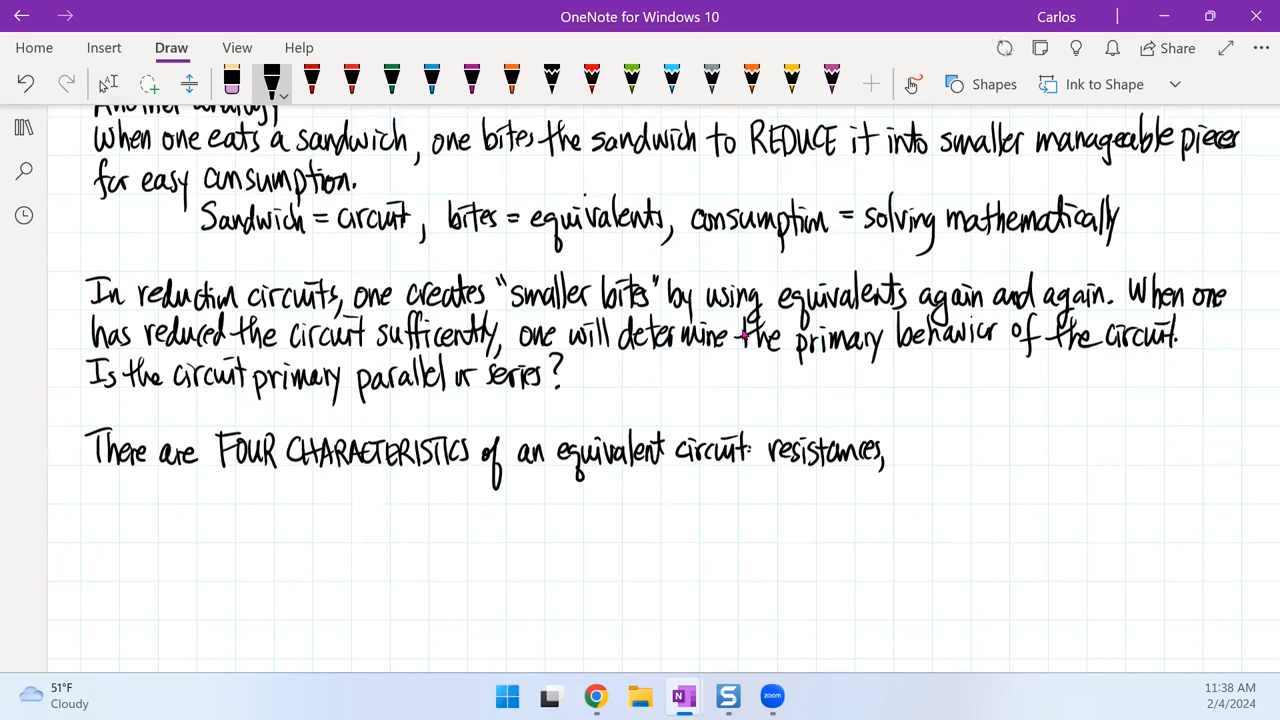 OneNote for Windows 10
Carlos
Home Insert Draw View Help
Share
Shapes
Ink to Shape
Another analogy
When one eats a sandwich, one bites the sandwich to REDUCE it into smaller manageable pieces
for easy consumption.
Sandwich = circuit, bites = equivalents, consumption = solving mathematically
In reduction circuits, one creates "smaller bites" by using equivalents again and again. When one
has reduced the circuit sufficently, one will determine the primary behavior of the circuit.
Is the circuit primary parallel or series?
There are FOUR CHARACTERISTICS of an equivalent circuit: resistances,
51°F
Cloudy
zoom
11:38 AM
2/4/2024